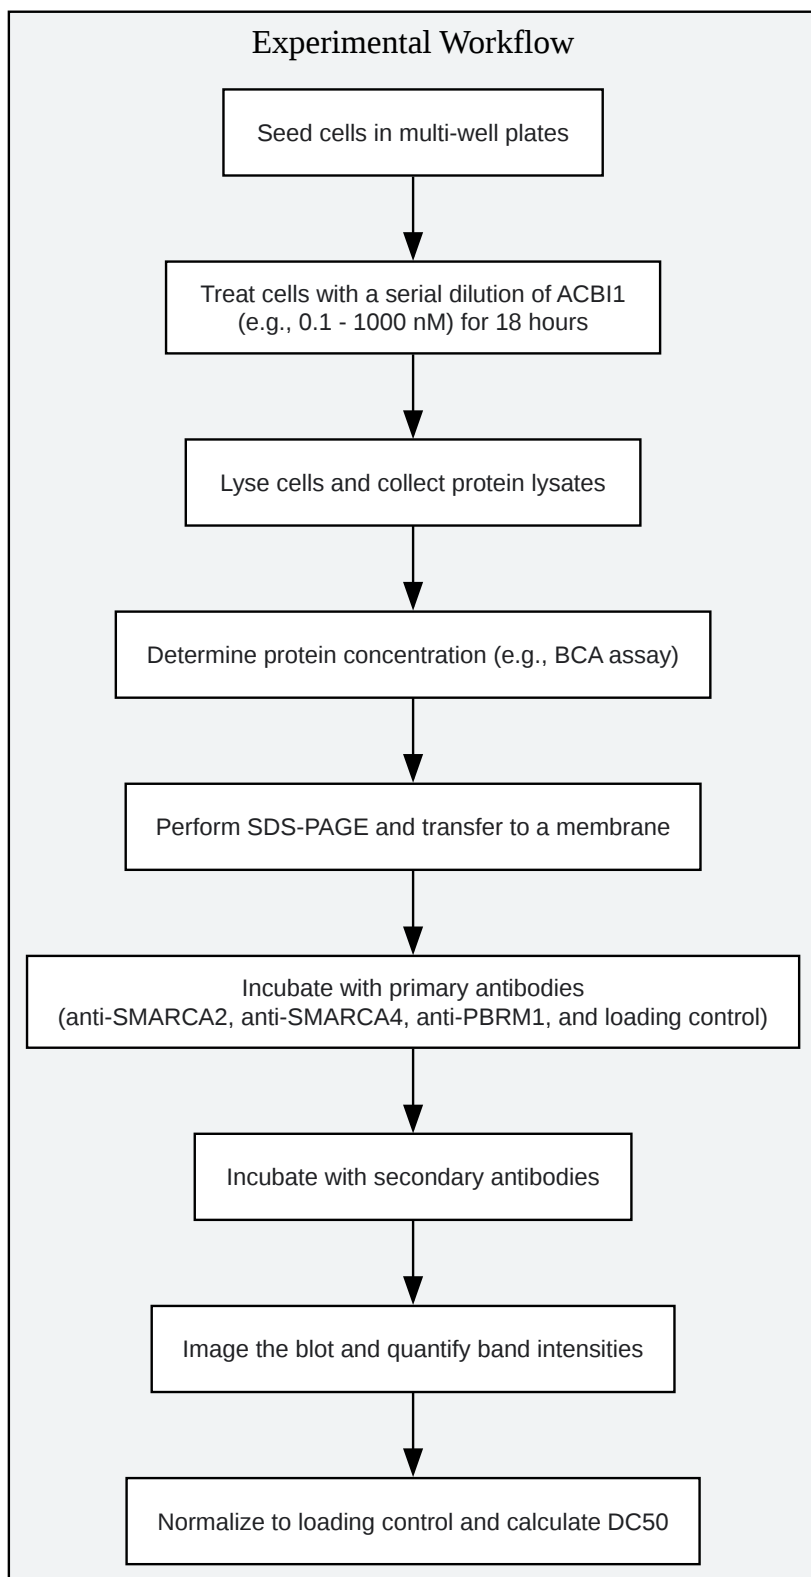 Experimental Workflow
Seed cells in multi-well plates
Treat cells with a serial dilution of ACBI1
(e.g., 0.1 - 1000 nM) for 18 hours
Lyse cells and collect protein lysates
Determine protein concentration (e.g., BCA assay)
Perform SDS-PAGE and transfer to a membrane
Incubate with primary antibodies
(anti-SMARCA2, anti-SMARCA4, anti-PBRM1, and loading control)
Incubate with secondary antibodies
Image the blot and quantify band intensities
Normalize to loading control and calculate DC50